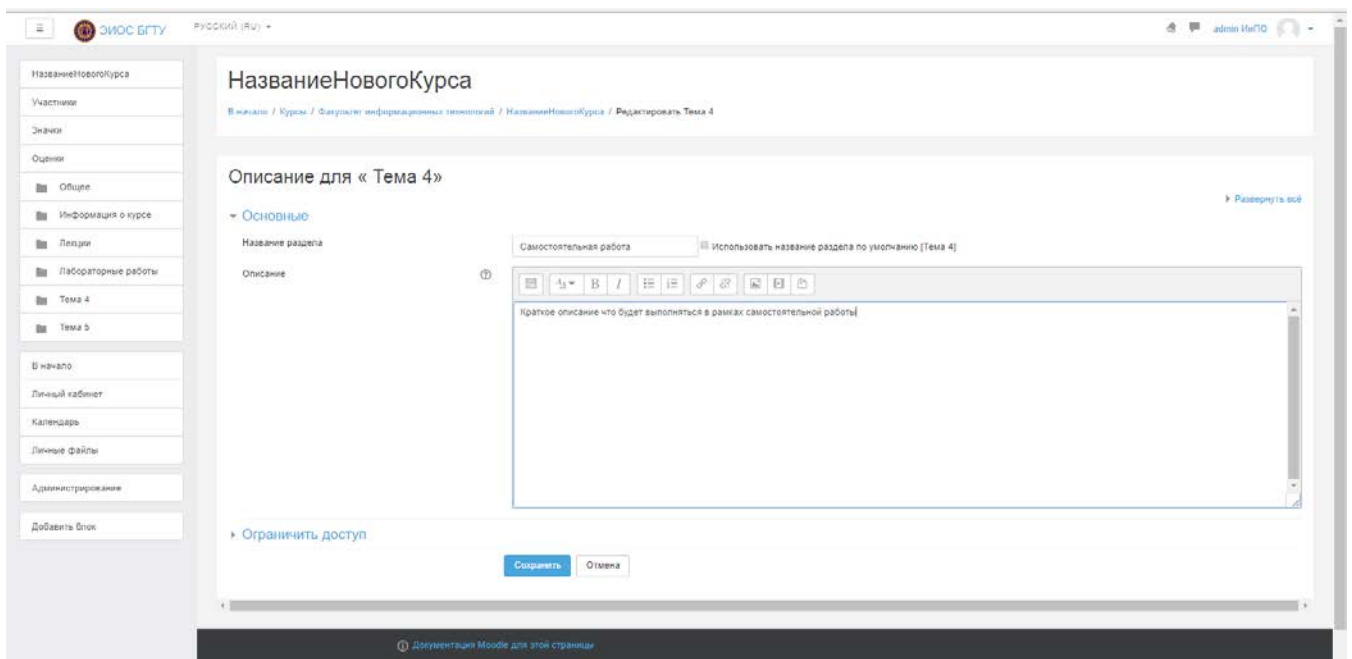 ЭИОС БГТУ
РУССКИЙ (RU)
admin ИиПО
НазваниеНовогоКурса
Участники
Значки
Оценки
Общее
Информация о курсе
Лекции
Лабораторные работы
Тема 4
Тема 5
В начало
Личный кабинет
Календарь
Личные файлы
Администрирование
Добавить блок
НазваниеНовогоКурса
В начало / Курсы / Факультет информационных технологий / НазваниеНовогоКурса / Редактировать Тема 4
Описание для « Тема 4»
Развернуть всё
Основные
Название раздела
Самостоятельная работа
Использовать название раздела по умолчанию [Тема 4]
Описание
B I
Краткое описание что будет выполняться в рамках самостоятельной работы
Ограничить доступ
Сохранить
Отмена
Документация Moodle для этой страницы